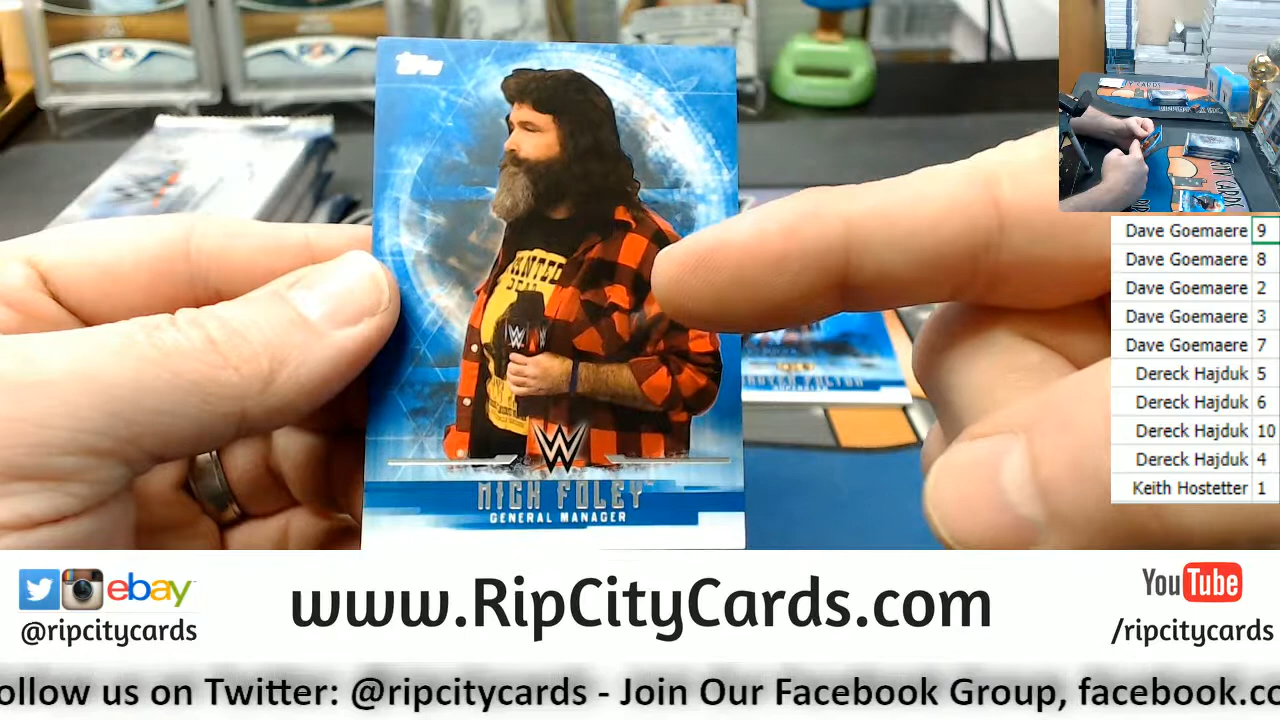 Topps
WANTED
DEAD
W
W
MICK FOLEY
GENERAL MANAGER
Dave Goemaere 9
Dave Goemaere 8
Dave Goemaere 2
Dave Goemaere 3
Dave Goemaere 7
Dereck Hajduk 5
Dereck Hajduk 6
Dereck Hajduk 10
Dereck Hajduk 4
Keith Hostetter 1
ebay
@ripcitycards
www.RipCityCards.com
YouTube
/ripcitycards
ollow us on Twitter: @ripcitycards - Join Our Facebook Group, facebook.co